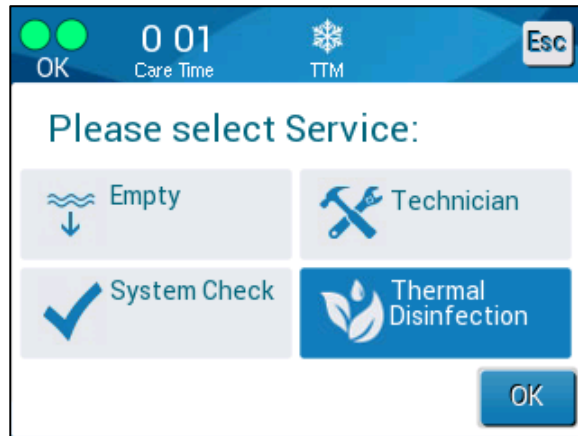 0 01
Esc
OK
Care Time
TTM
Please select Service:
Empty
Technician
System Check
Thermal
Disinfection
OK